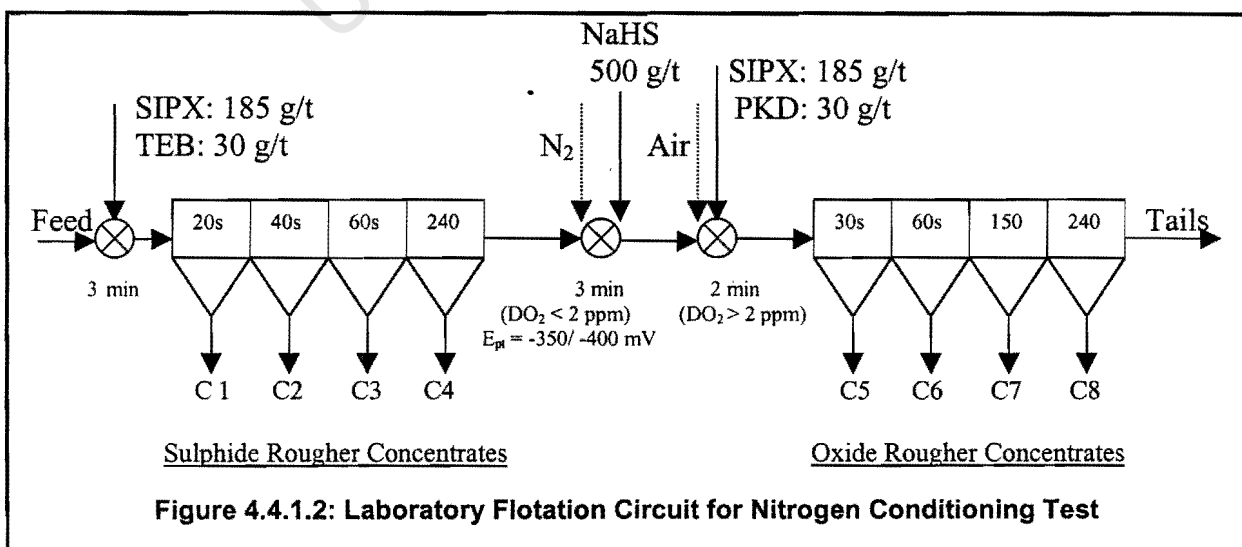 NaHS
500 g/t
SIPX: 185 g/t
PKD: 30 g/t
SIPX: 185 g/t
TEB: 30 g/t
N₂
Air
Feed
20s
40s
60s
240
30s
60s
150
240
Tails
3 min
3 min
(DO₂ < 2 ppm)
E_pt = -350/ -400 mV
2 min
(DO₂ > 2 ppm)
C 1
C2
C3
C4
C5
C6
C7
C8
Sulphide Rougher Concentrates
Oxide Rougher Concentrates
Figure 4.4.1.2: Laboratory Flotation Circuit for Nitrogen Conditioning Test